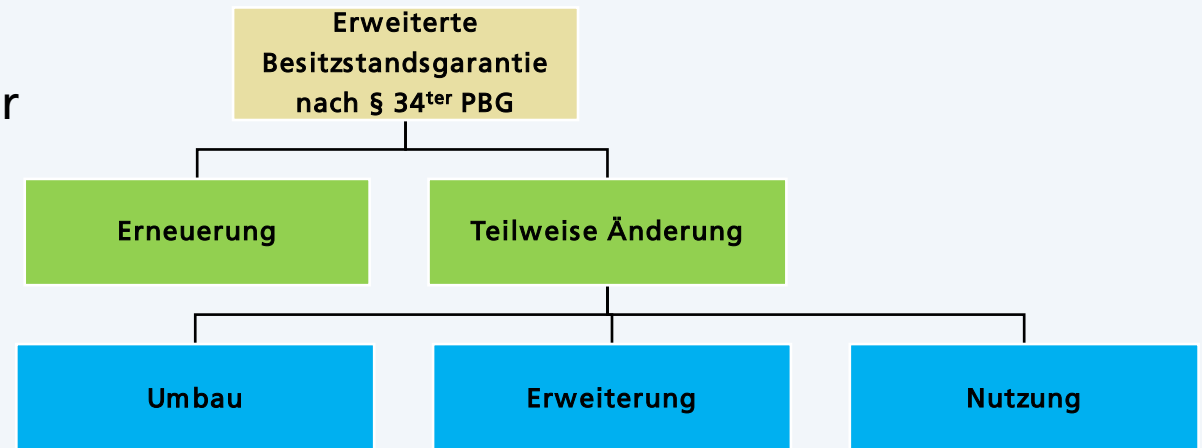 Erweiterte
Besitzstandsgarantie
r
nach § 34ter PBG
Erneuerung
Teilweise Änderung
Umbau
Erweiterung
Nutzung